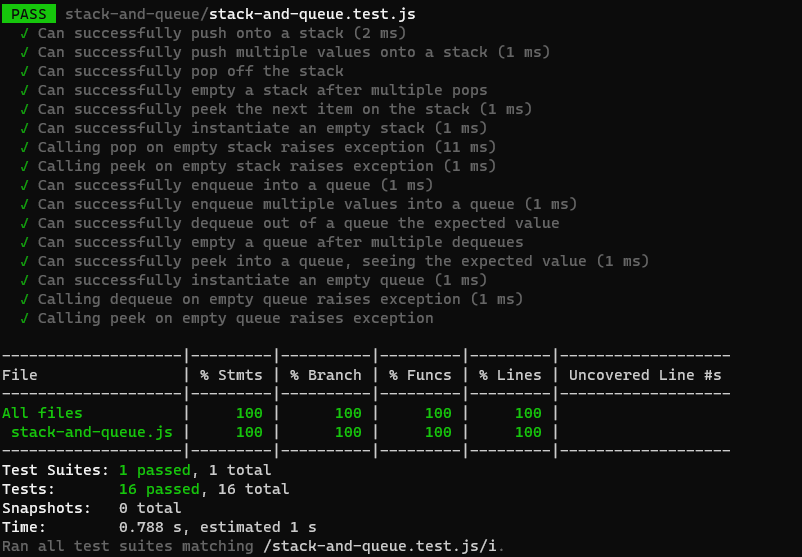 PASS stack-and-queue/stack-and-queue.test.js
√ Can successfully push onto a stack (2 ms)
√ Can successfully push multiple values onto a stack (1 ms)
√ Can successfully pop off the stack
√ Can successfully empty a stack after multiple pops
√ Can successfully peek the next item on the stack (1 ms)
√ Can successfully instantiate an empty stack (1 ms)
√ Calling pop on empty stack raises exception (11 ms)
√ Calling peek on empty stack raises exception (1 ms)
√ Can successfully enqueue into a queue (1 ms)
√ Can successfully enqueue multiple values into a queue (1 ms)
√ Can successfully dequeue out of a queue the expected value
√ Can successfully empty a queue after multiple dequeues
√ Can successfully peek into a queue, seeing the expected value (1 ms)
√ Can successfully instantiate an empty queue (1 ms)
√ Calling dequeue on empty queue raises exception (1 ms)
√ Calling peek on empty queue raises exception
--------------------|---------|----------|---------|---------|-------------------
File                | % Stmts | % Branch | % Funcs | % Lines | Uncovered Line #s
--------------------|---------|----------|---------|---------|-------------------
All files           |     100 |      100 |     100 |     100 |
 stack-and-queue.js |     100 |      100 |     100 |     100 |
--------------------|---------|----------|---------|---------|-------------------
Test Suites: 1 passed, 1 total
Tests:       16 passed, 16 total
Snapshots:   0 total
Time:        0.788 s, estimated 1 s
Ran all test suites matching /stack-and-queue.test.js/i.